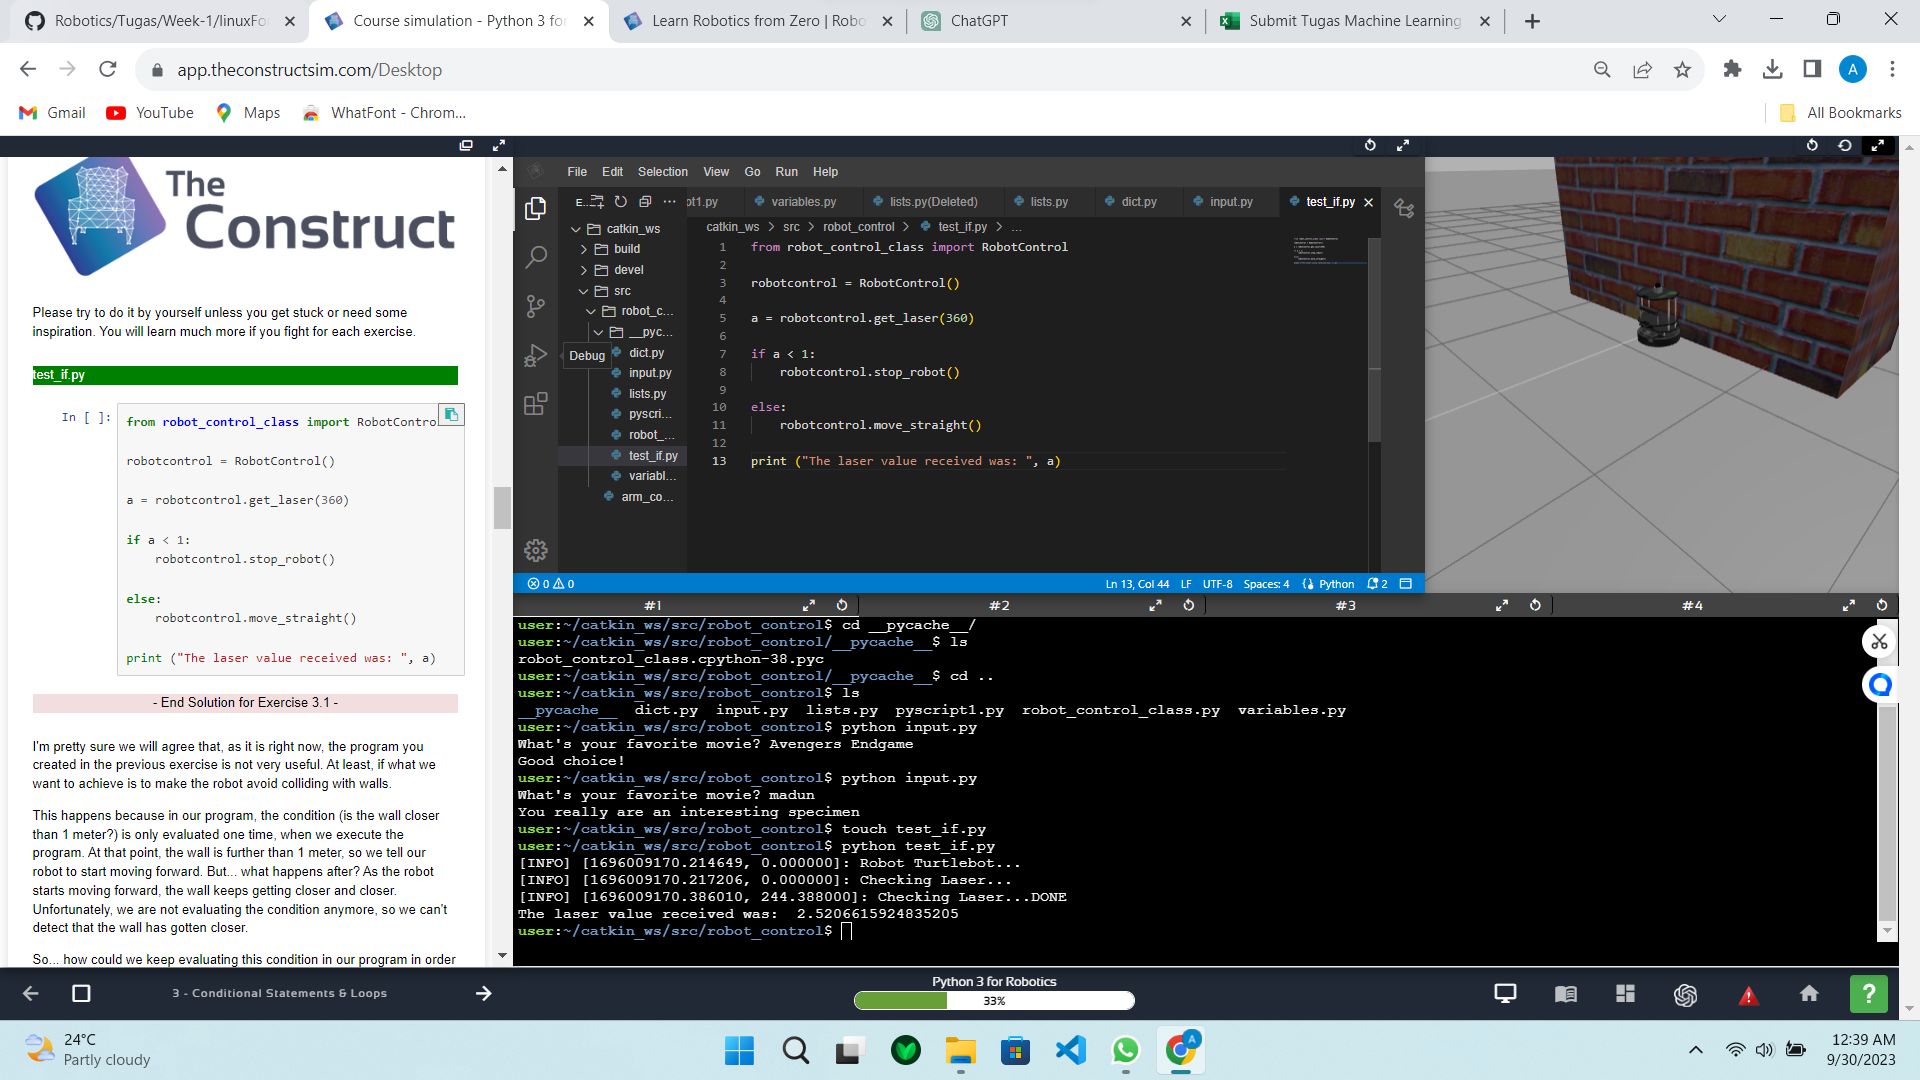 Robotics/Tugas/Week-1/linuxFo
Course simulation - Python 3 for
Learn Robotics from Zero | Robo
ChatGPT
Submit Tugas Machine Learning
app.theconstructsim.com/Desktop
A
Gmail
YouTube
Maps
WhatFont - Chrom...
All Bookmarks
The
Construct
Please try to do it by yourself unless you get stuck or need some
inspiration. You will learn much more if you fight for each exercise.
test_if.py
In [ ]:
from robot_control_class import RobotContro
robotcontrol = RobotControl()
a = robotcontrol.get_laser(360)
if a < 1:
robotcontrol.stop_robot()
else:
robotcontrol.move_straight()
print ("The laser value received was: ", a)
- End Solution for Exercise 3.1 -
I'm pretty sure we will agree that, as it is right now, the program you
created in the previous exercise is not very useful. At least, if what we
want to achieve is to make the robot avoid colliding with walls.
This happens because in our program, the condition (is the wall closer
than 1 meter?) is only evaluated one time, when we execute the
program. At that point, the wall is further than 1 meter, so we tell our
robot to start moving forward. But... what happens after? As the robot
starts moving forward, the wall keeps getting closer and closer.
Unfortunately, we are not evaluating the condition anymore, so we can't
detect that the wall has gotten closer.
So... how could we keep evaluating this condition in our program in order
File Edit Selection View Go Run Help
E...
pt1.py
variables.py
lists.py(Deleted)
lists.py
dict.py
input.py
test_if.py
catkin_ws
build
devel
src
robot_c...
__pyc...
dict.py
input.py
lists.py
pyscri...
robot_...
test_if.py
variabl...
arm_co...
Debug
catkin_ws > src > robot_control > test_if.py > ...
1 from robot_control_class import RobotControl
2
3 robotcontrol = RobotControl()
4
5 a = robotcontrol.get_laser(360)
6
7 if a < 1:
8 robotcontrol.stop_robot()
9
10 else:
11 robotcontrol.move_straight()
12
13 print ("The laser value received was: ", a)
0 0
Ln 13, Col 44 LF UTF-8 Spaces: 4 Python 2
#1
#2
#3
#4
user:~/catkin_ws/src/robot_control$ cd __pycache__/
user:~/catkin_ws/src/robot_control/__pycache__$ ls
robot_control_class.cpython-38.pyc
user:~/catkin_ws/src/robot_control/__pycache__$ cd ..
user:~/catkin_ws/src/robot_control$ ls
__pycache__ dict.py input.py lists.py pyscript1.py robot_control_class.py variables.py
user:~/catkin_ws/src/robot_control$ python input.py
What's your favorite movie? Avengers Endgame
Good choice!
user:~/catkin_ws/src/robot_control$ python input.py
What's your favorite movie? madun
You really are an interesting specimen
user:~/catkin_ws/src/robot_control$ touch test_if.py
user:~/catkin_ws/src/robot_control$ python test_if.py
[INFO] [1696009170.214649, 0.000000]: Robot Turtlebot...
[INFO] [1696009170.217206, 0.000000]: Checking Laser...
[INFO] [1696009170.386010, 244.388000]: Checking Laser...DONE
The laser value received was:  2.5206615924835205
user:~/catkin_ws/src/robot_control$
3 - Conditional Statements & Loops
Python 3 for Robotics
33%
?
24°C
Partly cloudy
A
12:39 AM
9/30/2023